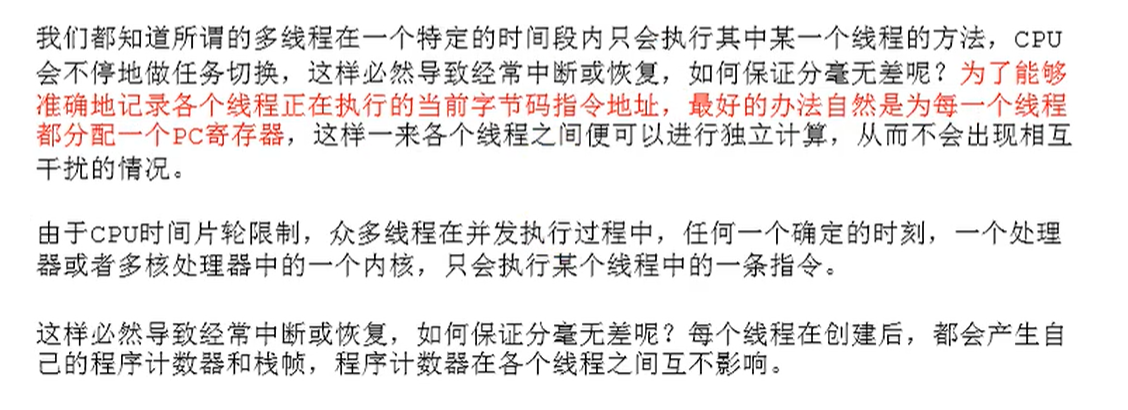 我们都知道所谓的多线程在一个特定的时间段内只会执行其中某一个线程的方法，CPU
会不停地做任务切换，这样必然导致经常中断或恢复，如何保证分毫无差呢？为了能够
准确地记录各个线程正在执行的当前字节码指令地址，最好的办法自然是为每一个线程
都分配一个PC寄存器，这样一来各个线程之间便可以进行独立计算，从而不会出现相互
干扰的情况。
由于CPU时间片轮限制，众多线程在并发执行过程中，任何一个确定的时刻，一个处理
器或者多核处理器中的一个内核，只会执行某个线程中的一条指令。
这样必然导致经常中断或恢复，如何保证分毫无差呢？每个线程在创建后，都会产生自
己的程序计数器和栈帧，程序计数器在各个线程之间互不影响。